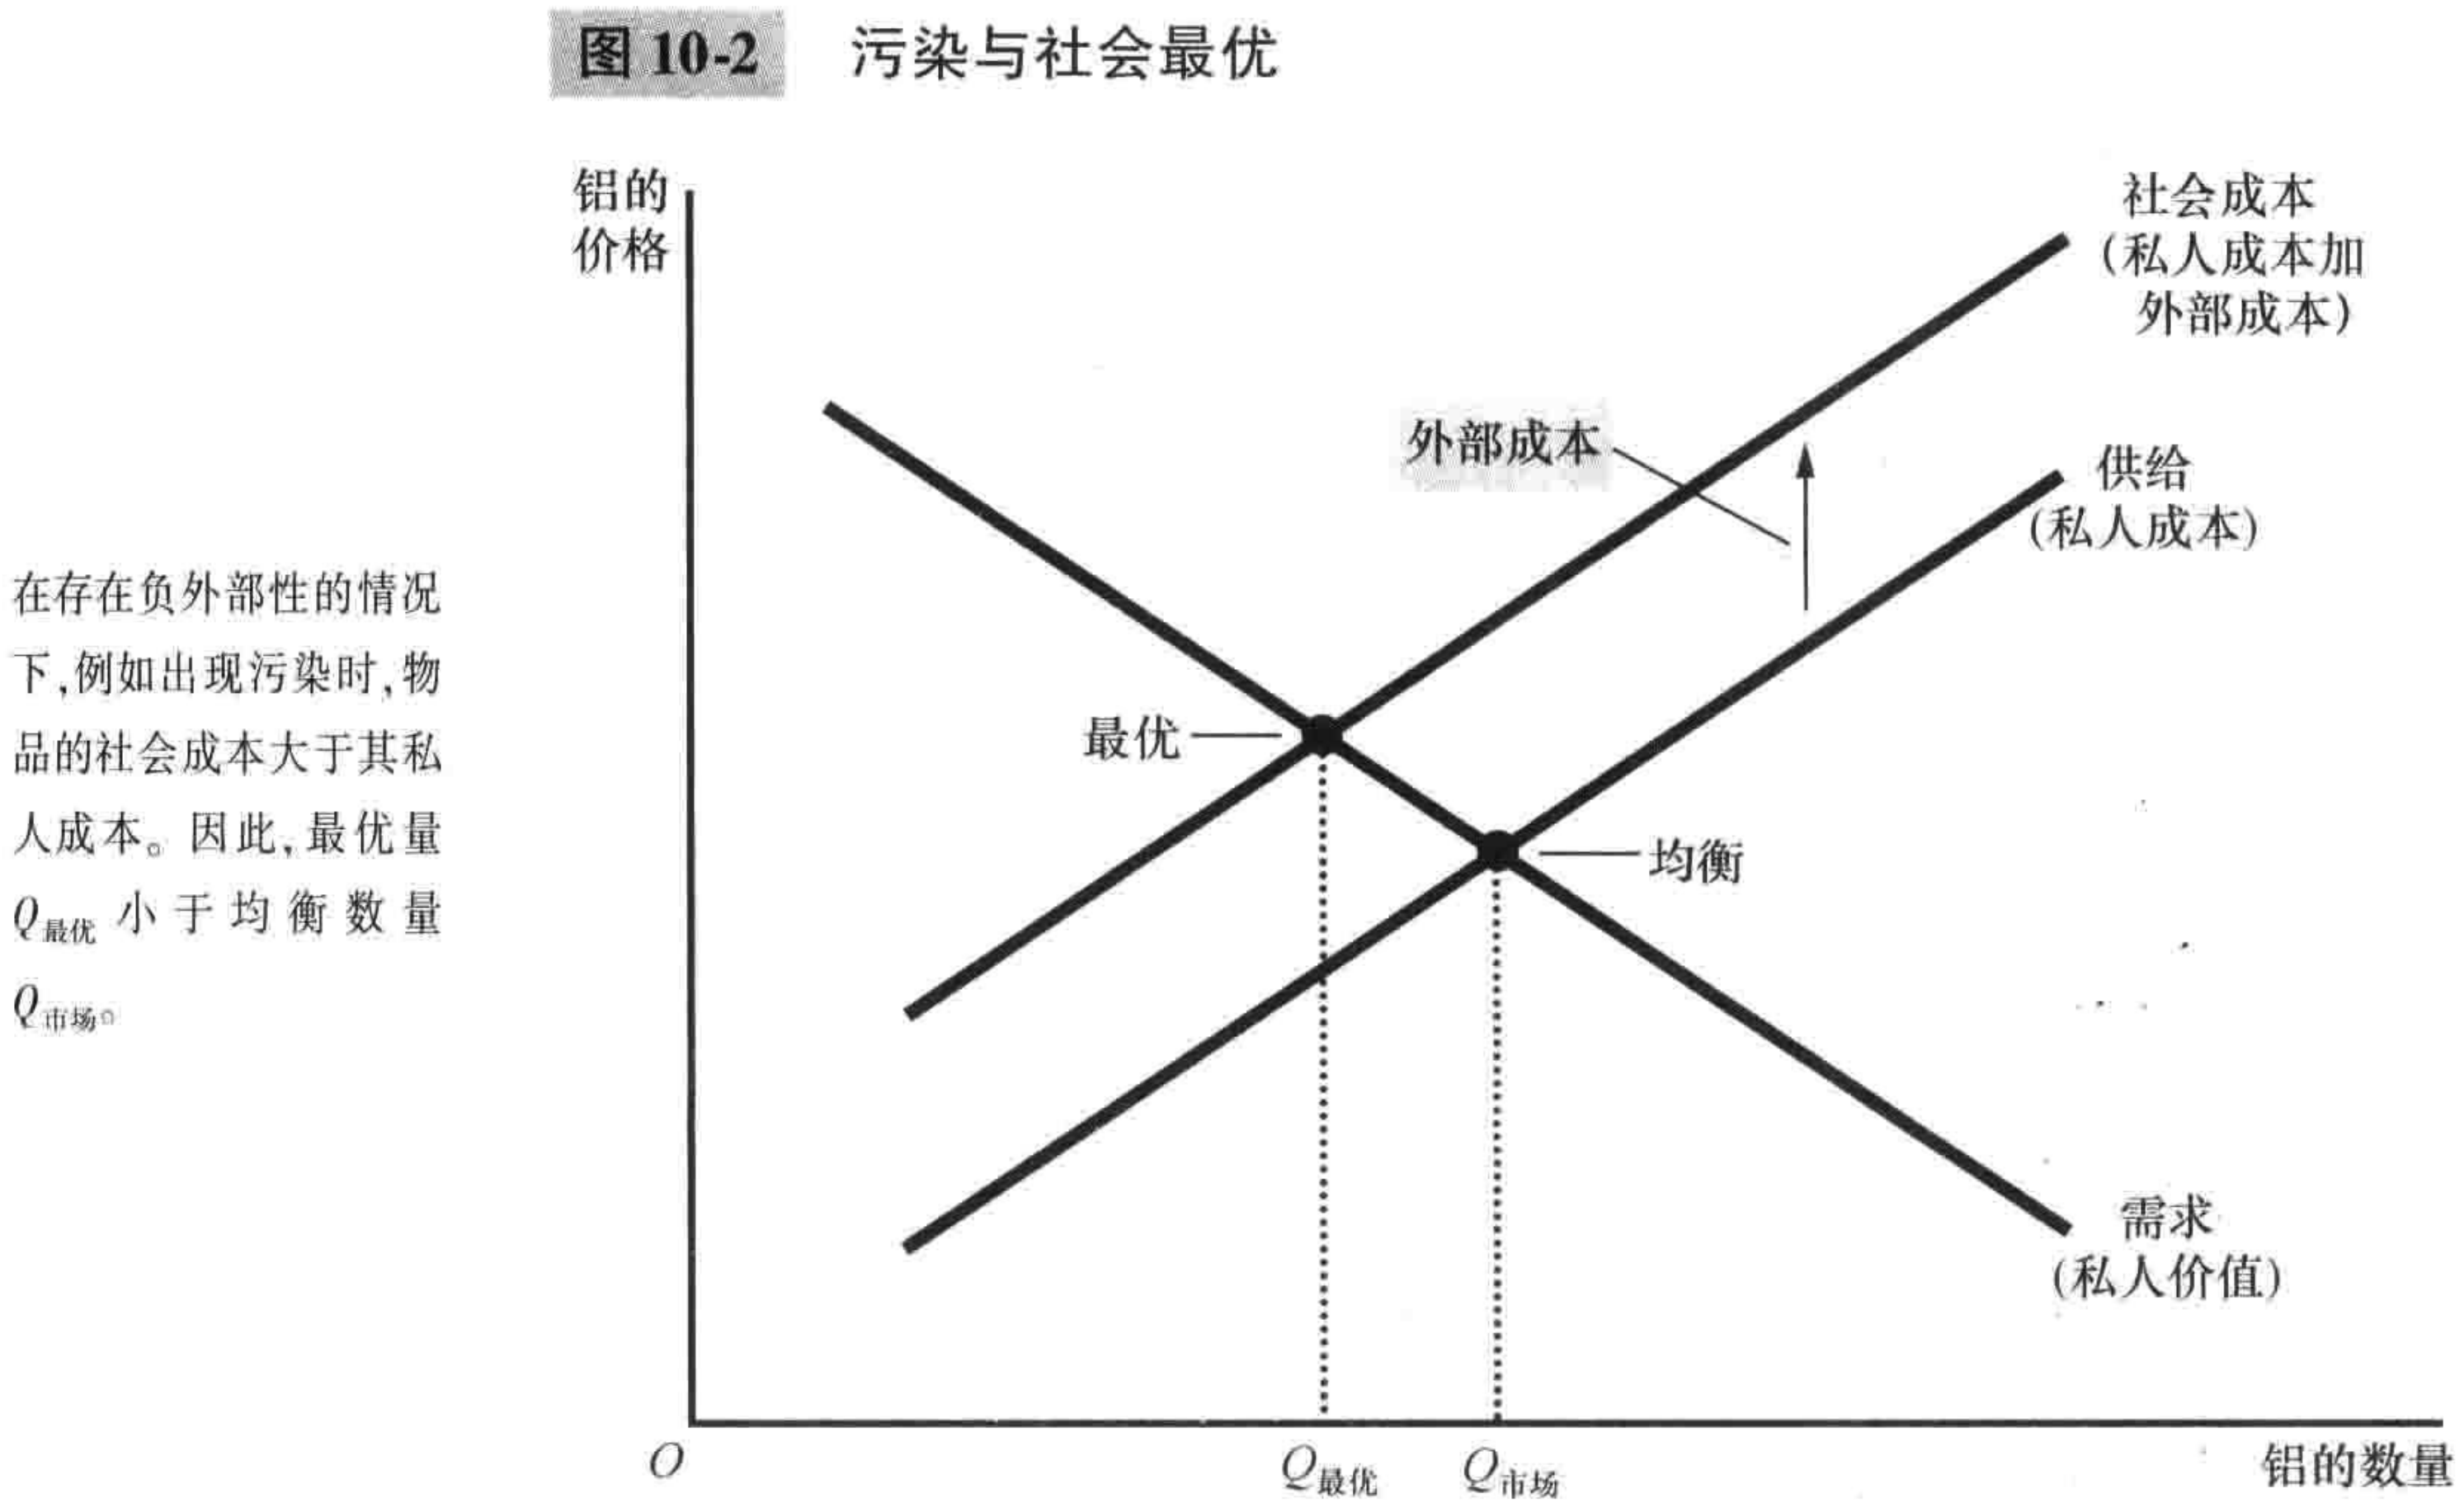 图 10-2 污染与社会最优
铝的
价格
社会成本
(私人成本加
外部成本)
外部成本
供给
(私人成本)
在存在负外部性的情况
下,例如出现污染时,物
品的社会成本大于其私
人成本。因此,最优量
Q最优 小于均衡数量
Q市场。
最优
均衡
需求
(私人价值)
O
Q最优
Q市场
铝的数量